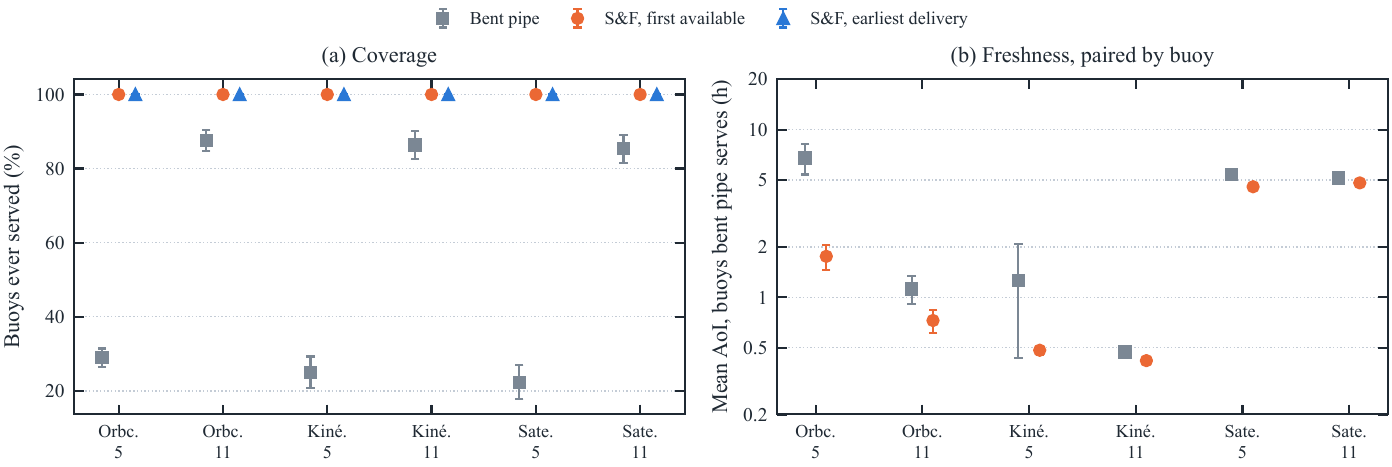 Bent pipe S&F, first available S&F, earliest delivery
(a) Coverage
Buoys ever served (%)
100
80
60
40
20
Orbc. Orbc. Kiné. Kiné. Sate. Sate.
5 11 5 11 5 11
(b) Freshness, paired by buoy
Mean AoI, buoys bent pipe serves (h)
20
10
5
2
1
0.5
0.2
Orbc. Orbc. Kiné. Kiné. Sate. Sate.
5 11 5 11 5 11